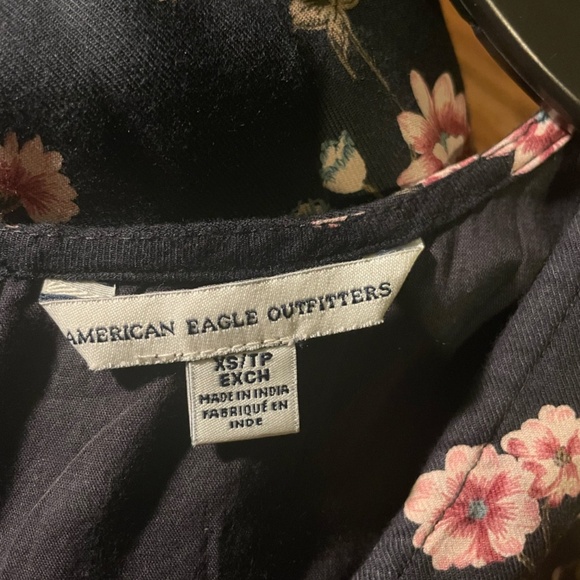 AMERICAN EAGLE OUTFITTERS
XS/TP
EXCH
MADE IN INDIA
FABRIQUÉ EN
INDE